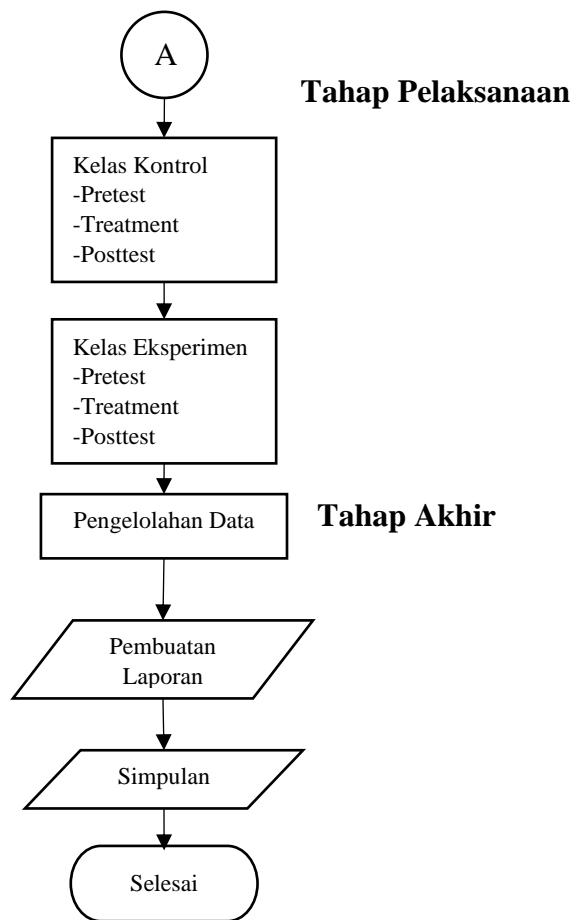 A
Tahap Pelaksanaan
Kelas Kontrol
-Pretest
-Treatment
-Posttest
Kelas Eksperimen
-Pretest
-Treatment
-Posttest
Pengelolahan Data
Tahap Akhir
Pembuatan
Laporan
Simpulan
Selesai